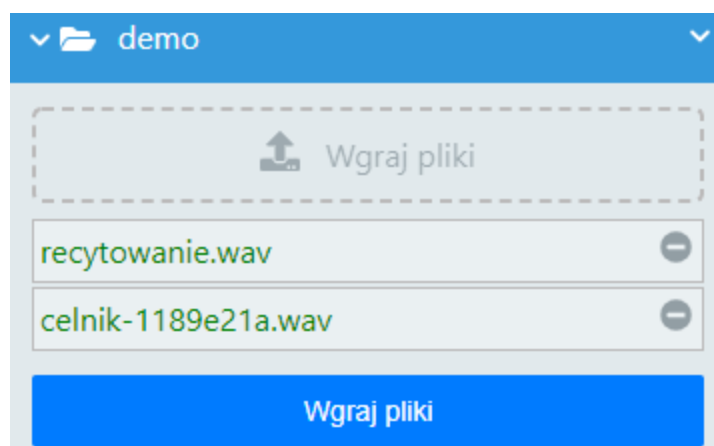 demo
Wgraj pliki
recytowanie.wav
celnik-1189e21a.wav
Wgraj pliki